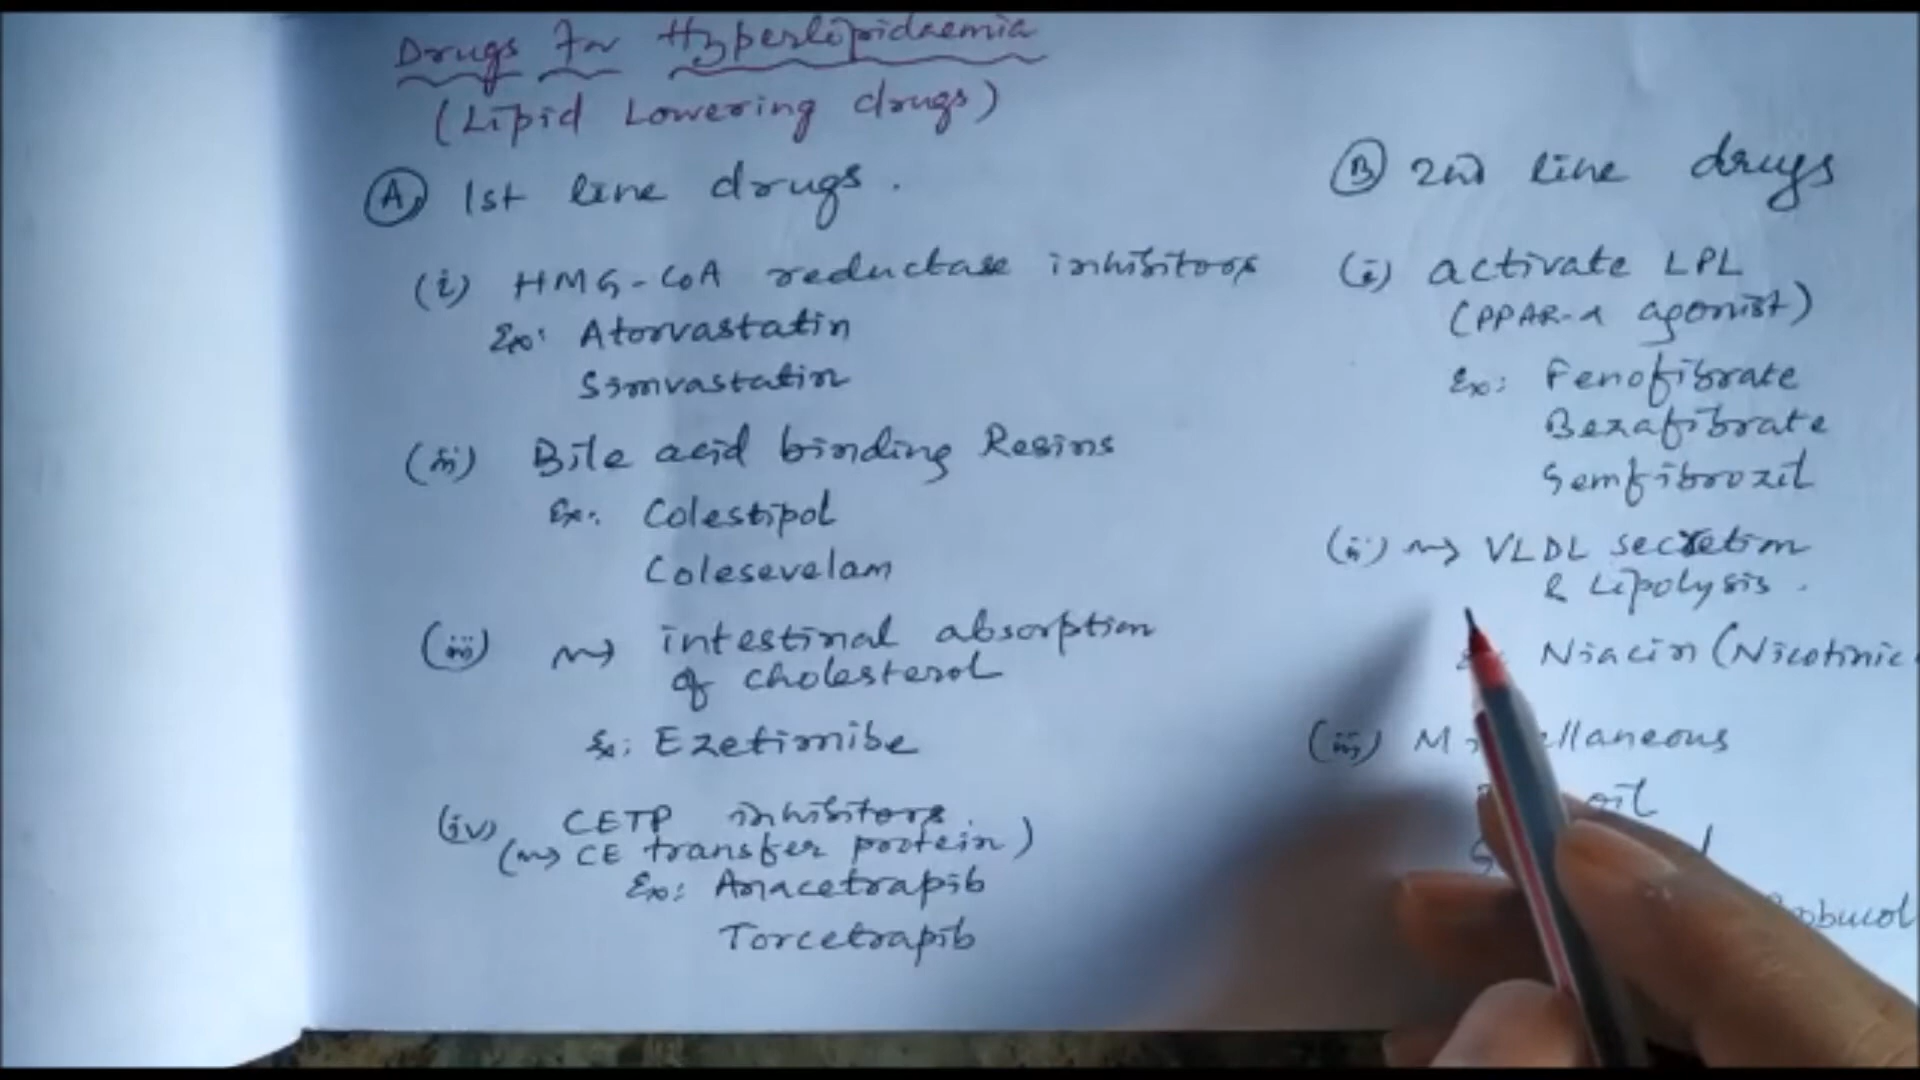 Drugs For Hyperlipidaemia
(Lipid Lowering drugs)
(A) 1st line drugs.
(i) HMG-CoA reductase inhibitors
Ex: Atorvastatin
Simvastatin
(ii) Bile acid binding Resins
Ex: Colestipol
Colesevelam
(iii) ⇝ intestinal absorption
of cholesterol
Ex: Ezetimibe
(iv) CETP inhibitors
(⇝ CE transfer protein)
Ex: Anacetrapib
Torcetrapib
(B) 2nd line drugs
(i) activate LPL
(PPAR-α agonist)
Ex: Fenofibrate
Bezafibrate
Gemfibrozil
(ii) ⇝ VLDL secretion
& Lipolysis.
Niacin (Nicotinic
(iii)
oil